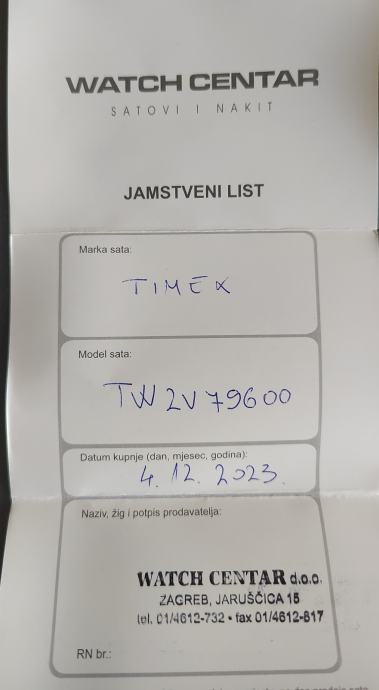 WATCH CENTAR
SATOVI I NAKIT
JAMSTVENI LIST
Marka sata:
TIMEX
Model sata:
TW2V79600
Datum kupnje (dan, mjesec, godina):
4. 12. 2023.
Naziv, žig i potpis prodavatelja:
WATCH CENTAR d.o.o.
ZAGREB, JARUŠČICA 15
tel. 01/4612-732 • fax 01/4612-817
RN br.: